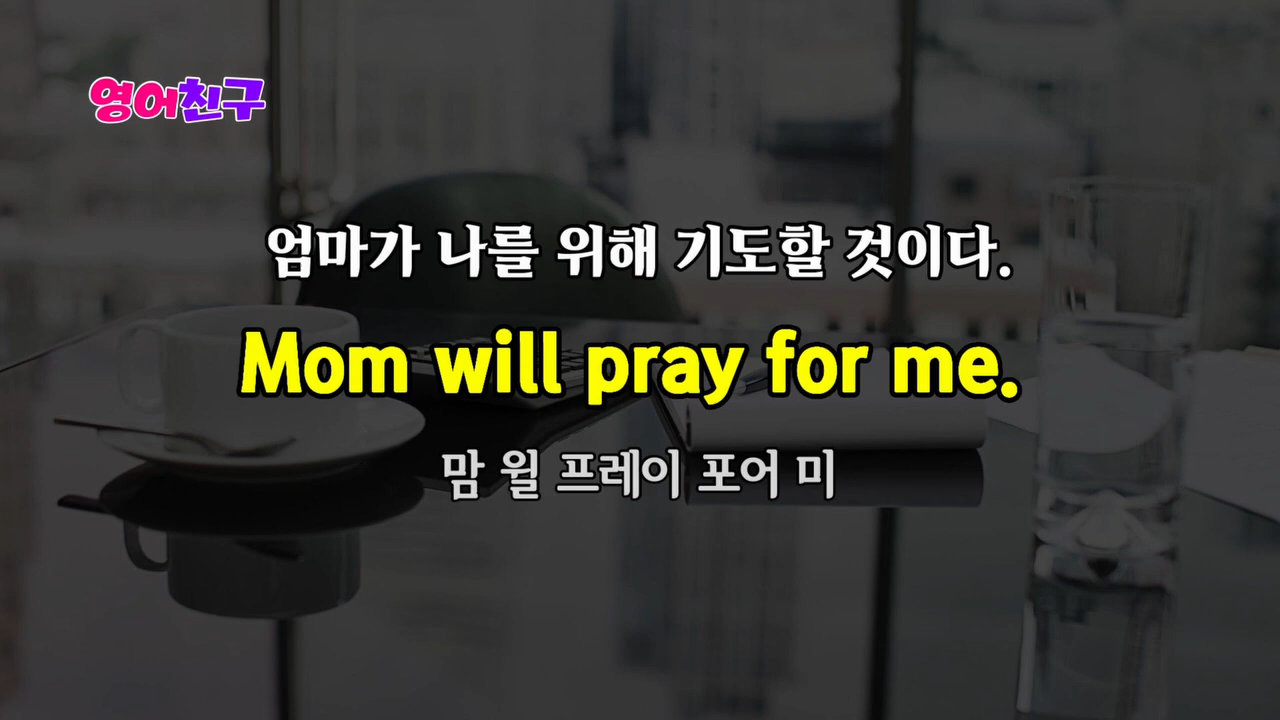 영어친구
엄마가 나를 위해 기도할 것이다.
Mom will pray for me.
맘 윌 프레이 포어 미